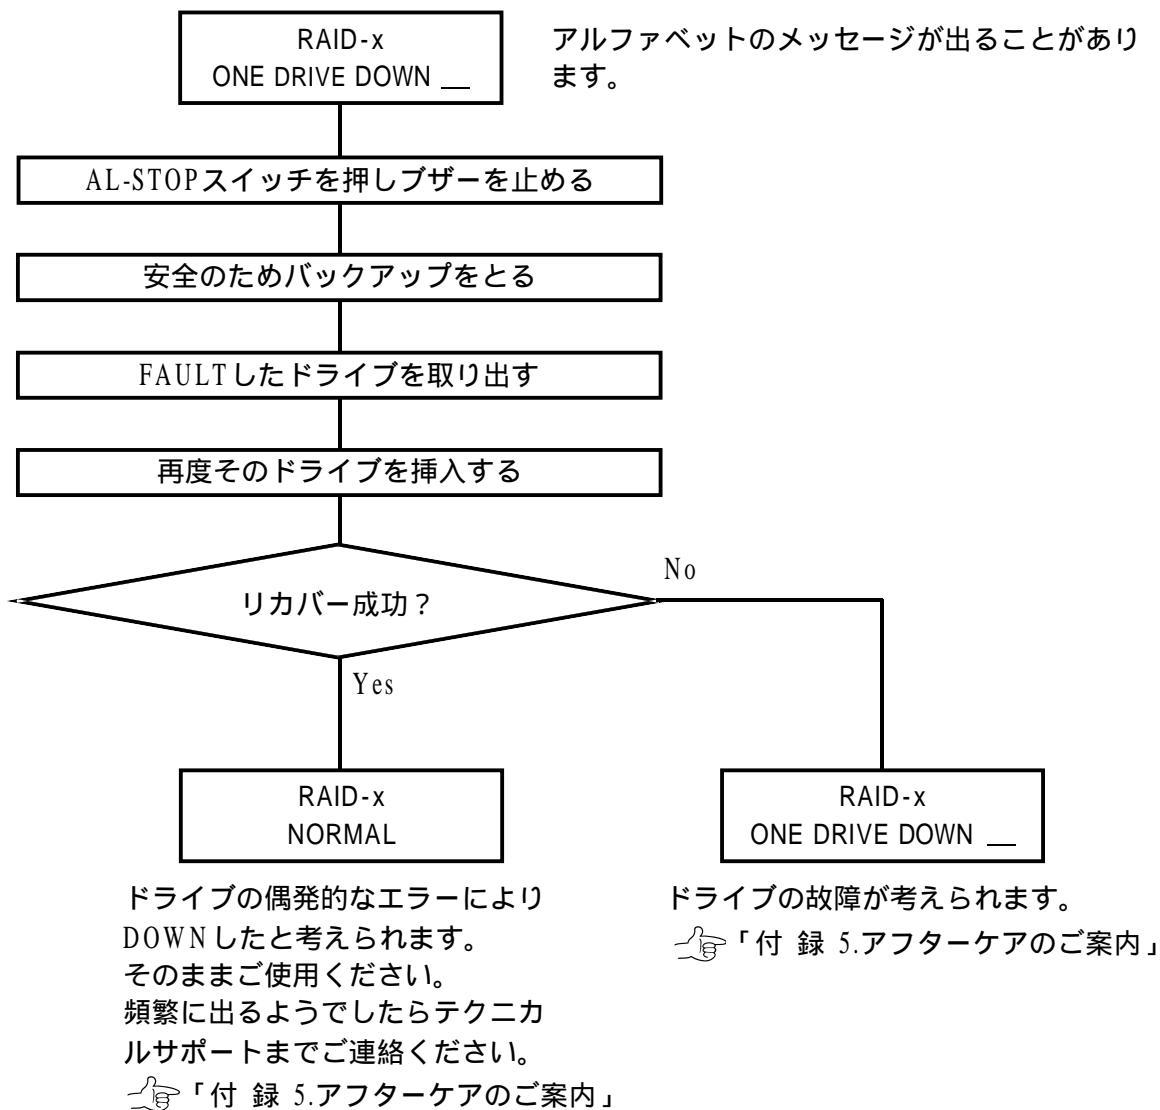 RAID-x
ONE DRIVE DOWN __
アルファベットのメッセージが出ることがあり
ます。
AL-STOPスイッチを押しブザーを止める
安全のためバックアップをとる
FAULTしたドライブを取り出す
再度そのドライブを挿入する
リカバー成功？
No
Yes
RAID-x
NORMAL
ドライブの偶発的なエラーにより
DOWNしたと考えられます。
そのままご使用ください。
頻繁に出るようでしたらテクニカ
ルサポートまでご連絡ください。
「付 録 5.アフターケアのご案内」
RAID-x
ONE DRIVE DOWN __
ドライブの故障が考えられます。
「付 録 5.アフターケアのご案内」